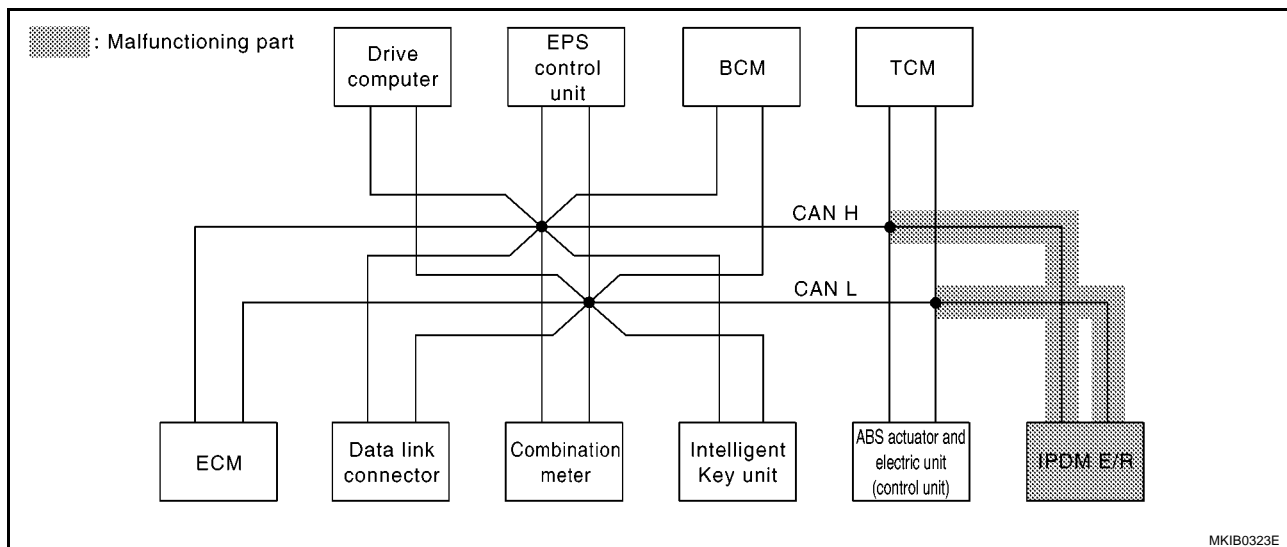 : Malfunctioning part
Drive
computer
EPS
control
unit
BCM
TCM
CAN H
CAN L
ECM
Data link
connector
Combination
meter
Intelligent
Key unit
ABS actuator and
electric unit
(control unit)
IPDM E/R
MKIB0323E